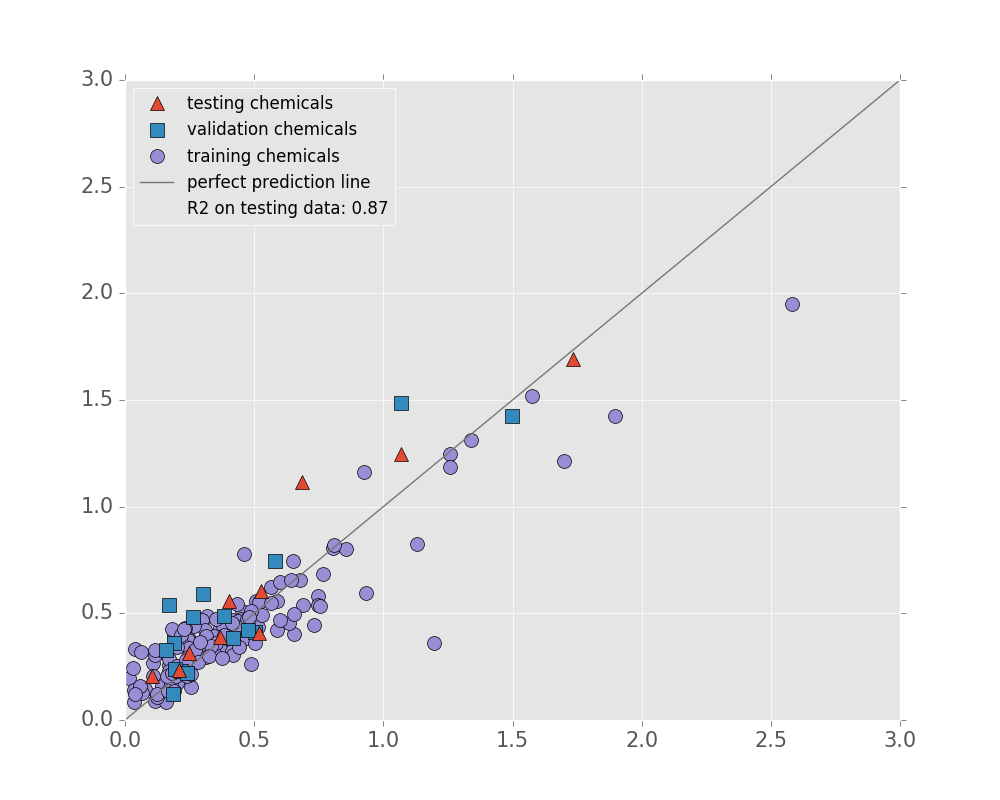 3.0
testing chemicals
validation chemicals
training chemicals
perfect prediction line
R2 on testing data: 0.87
2.5
2.0
1.5
1.0
0.5
0.0
0.0 0.5 1.0 1.5 2.0 2.5 3.0